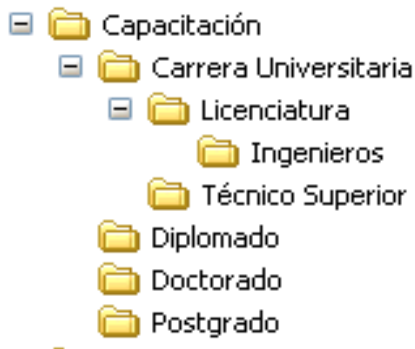 Capacitación
Carrera Universitaria
Licenciatura
Ingenieros
Técnico Superior
Diplomado
Doctorado
Postgrado